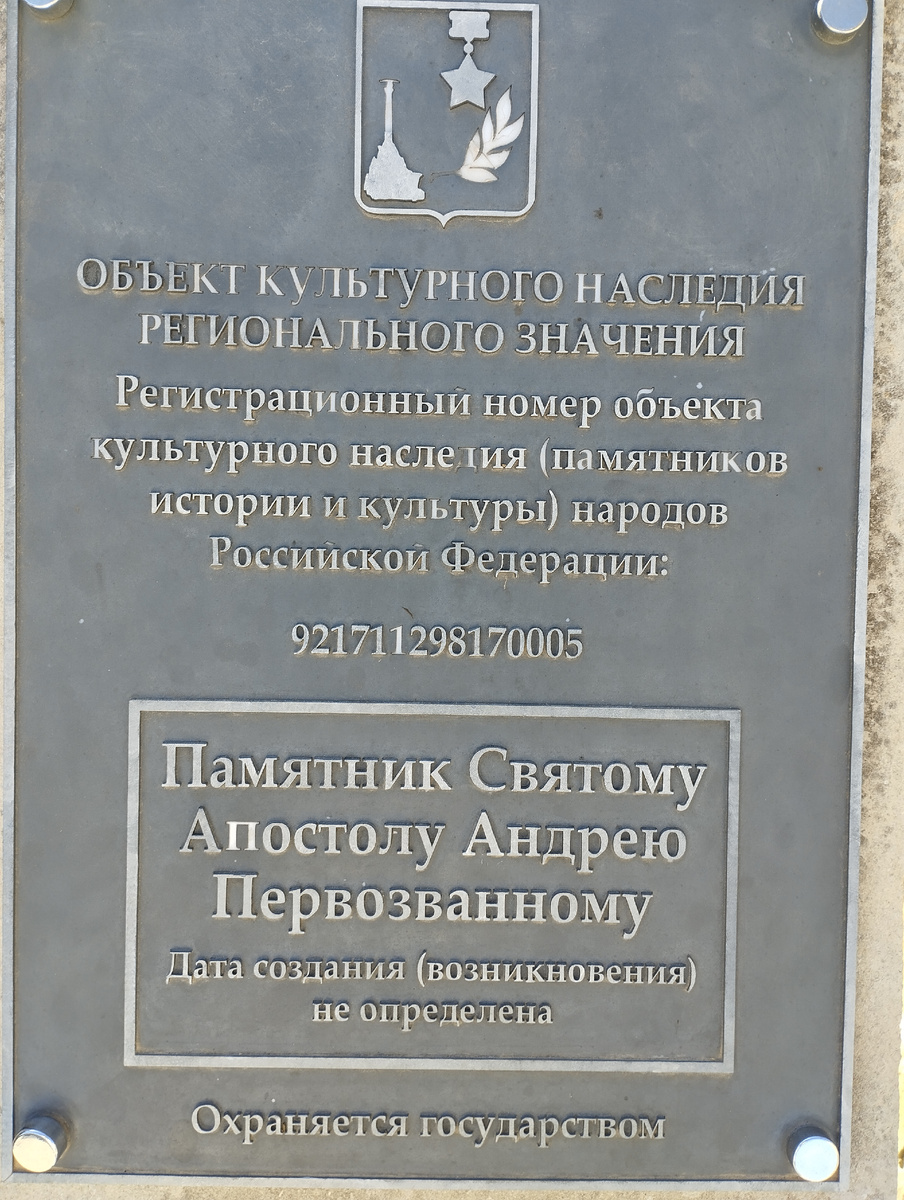 ОБЪЕКТ КУЛЬТУРНОГО НАСЛЕДИЯ
РЕГИОНАЛЬНОГО ЗНАЧЕНИЯ
Регистрационный номер объекта
культурного наследия (памятников
истории и культуры) народов
Российской Федерации:
921711298170005
Памятник Святому
Апостолу Андрею
Первозванному
Дата создания (возникновения)
не определена
Охраняется государством